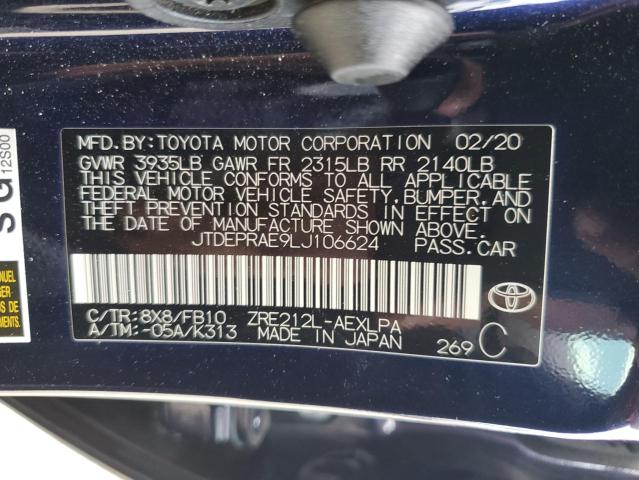 MFD.BY:TOYOTA MOTOR CORPORATION 02/20
GVWR 3935LB GAWR FR 2315LB RR 2140LB
THIS VEHICLE CONFORMS TO ALL APPLICABLE
FEDERAL MOTOR VEHICLE SAFETY,BUMPER,AND
THEFT PREVENTION STANDARDS IN EFFECT ON
THE DATE OF MANUFACTURE SHOWN ABOVE.
JTDEPRAE9LJ106624 PASS.CAR
C/TR:8X8/FB10 ZRE212L-AEXLPA
A/TM:-05A/K313 MADE IN JAPAN 269 C
12S00